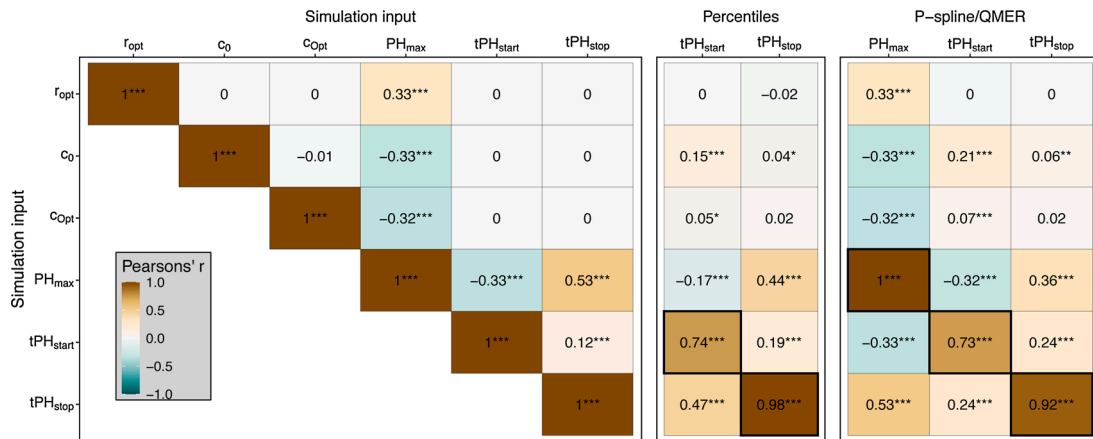 Simulation input Percentiles P-spline/QMER
r_opt c_0 c_Opt PH_max tPH_start tPH_stop tPH_start tPH_stop PH_max tPH_start tPH_stop
r_opt 1*** 0 0 0.33*** 0 0 0 −0.02 0.33*** 0 0
c_0 1*** −0.01 −0.33*** 0 0 0.15*** 0.04* −0.33*** 0.21*** 0.06**
c_Opt 1*** −0.32*** 0 0 0.05* 0.02 −0.32*** 0.07*** 0.02
PH_max 1*** −0.33*** 0.53*** −0.17*** 0.44*** 1*** −0.32*** 0.36***
tPH_start 1*** 0.12*** 0.74*** 0.19*** −0.33*** 0.73*** 0.24***
tPH_stop 1*** 0.47*** 0.98*** 0.53*** 0.24*** 0.92***
Simulation input
Pearsons' r
1.0
0.5
0.0
−0.5
−1.0